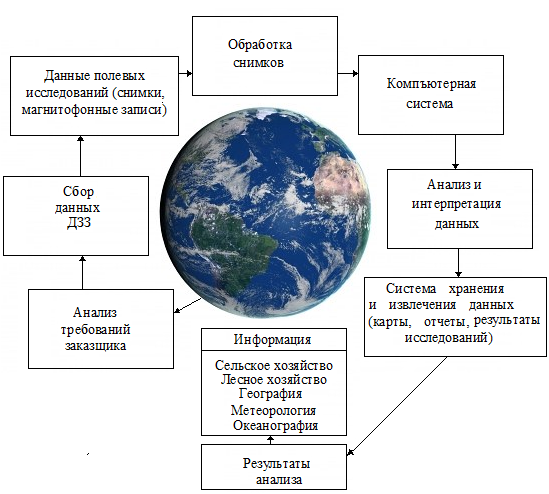 Обработка
снимков
Данные полевых
исследований (снимки,
магнитофонные записи)
Компъютерная
система
Сбор
данных
ДЗЗ
Анализ и
интерпретация
данных
Анализ
требований
заказщика
Система хранения
и извлечения данных
(карты, отчеты, результаты
исследований)
Информация
Сельское хозяйство
Лесное хозяйство
География
Метеорология
Океанография
Результаты
анализа